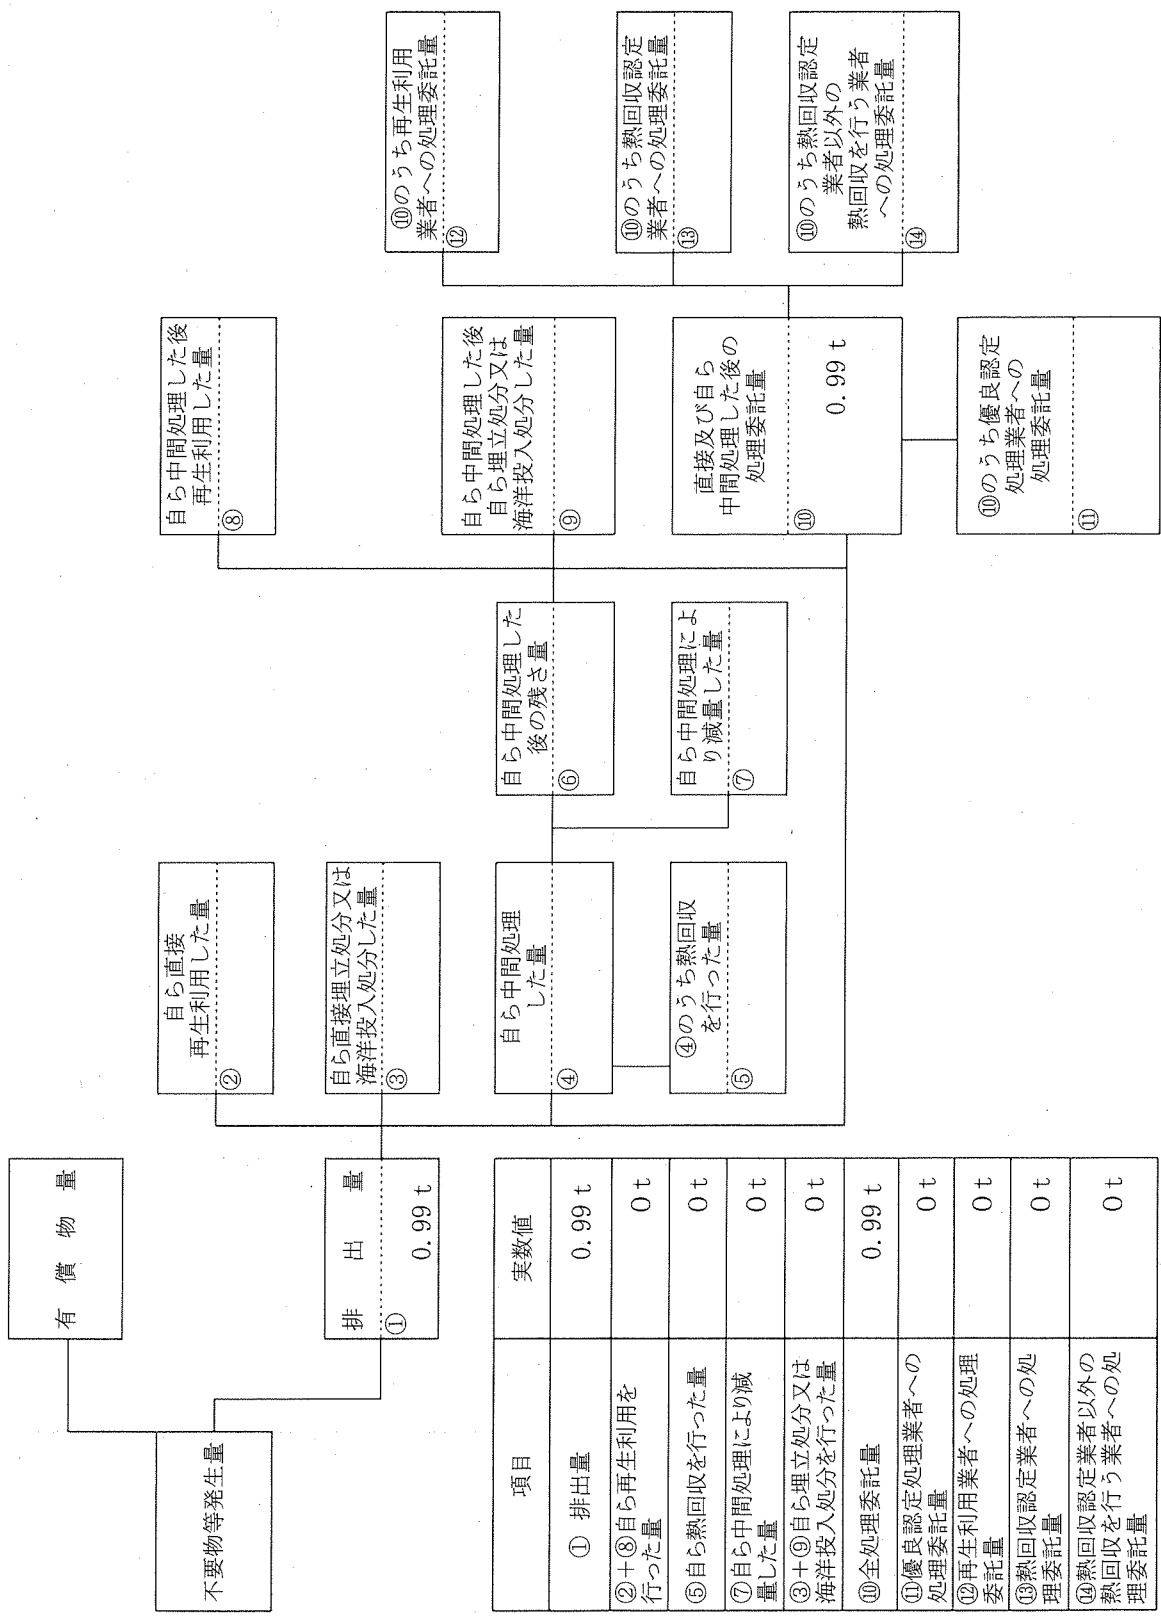 有償物量
不要物等発生量
排出量
①
0.99 t
自ら直接
再生利用した量
②
自ら直接埋立処分又は
海洋投入処分した量
③
自ら中間処理
した量
④
④のうち熱回収
を行った量
⑤
自ら中間処理した
後の残さ量
⑥
自ら中間処理によ
り減量した量
⑦
自ら中間処理した後
再生利用した量
⑧
自ら中間処理した後
自ら埋立処分又は
海洋投入処分した量
⑨
直接及び自ら
中間処理した後の
処理委託量
⑩
0.99 t
⑩のうち優良認定
処理業者への
処理委託量
⑪
⑩のうち再生利用
業者への処理委託量
⑫
⑩のうち熱回収認定
業者への処理委託量
⑬
⑩のうち熱回収認定
業者以外の
熱回収を行う業者
への処理委託量
⑭
項目 実数値
① 排出量 0.99 t
②+⑧自ら再生利用を
行った量 0 t
⑤自ら熱回収を行った量 0 t
⑦自ら中間処理により減
量した量 0 t
③+⑨自ら埋立処分又は
海洋投入処分を行った量 0 t
⑩全処理委託量 0.99 t
⑪優良認定処理業者への
処理委託量 0 t
⑫再生利用業者への処理
委託量 0 t
⑬熱回収認定業者への処
理委託量 0 t
⑭熱回収認定業者以外の
熱回収を行う業者への処
理委託量 0 t